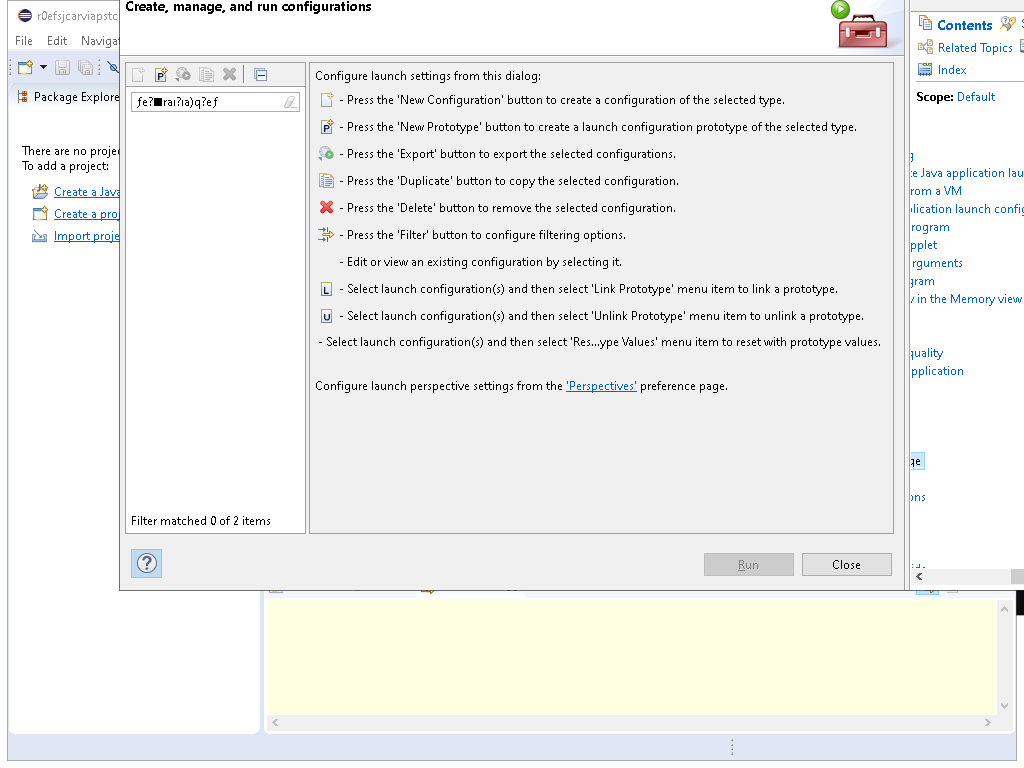 r0efsjcarviapstc
File Edit Navigat
Package Explore
There are no proje
To add a project:
Create a Java
Create a proj
Import proje
Create, manage, and run configurations
ƒe?■raı?ıa)q?eƒ
Filter matched 0 of 2 items
Configure launch settings from this dialog:
- Press the 'New Configuration' button to create a configuration of the selected type.
- Press the 'New Prototype' button to create a launch configuration prototype of the selected type.
- Press the 'Export' button to export the selected configurations.
- Press the 'Duplicate' button to copy the selected configuration.
- Press the 'Delete' button to remove the selected configuration.
- Press the 'Filter' button to configure filtering options.
- Edit or view an existing configuration by selecting it.
L - Select launch configuration(s) and then select 'Link Prototype' menu item to link a prototype.
U - Select launch configuration(s) and then select 'Unlink Prototype' menu item to unlink a prototype.
- Select launch configuration(s) and then select 'Res...ype Values' menu item to reset with prototype values.
Configure launch perspective settings from the 'Perspectives' preference page.
Run Close
Contents
Related Topics
Index
Scope: Default
te Java application lau
rom a VM
plication launch config
rogram
pplet
rguments
gram
y in the Memory view
quality
pplication
ge
ons